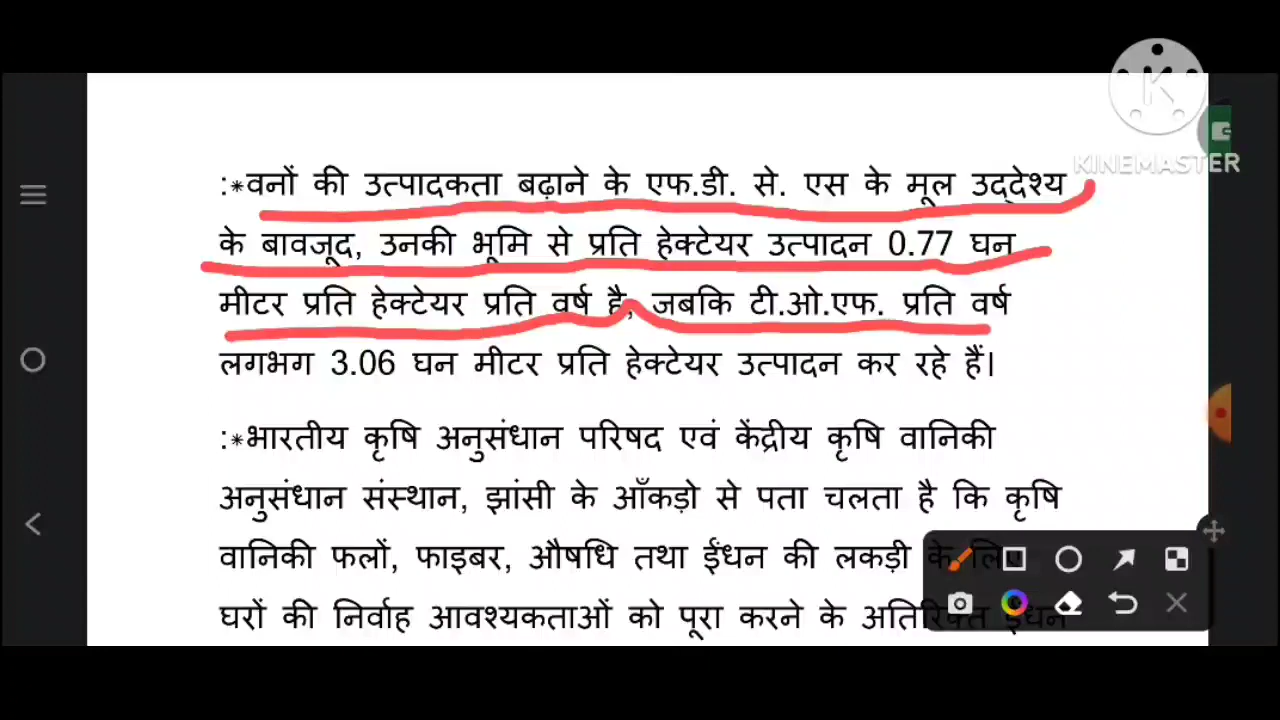 :*वनों की उत्पादकता बढ़ाने के एफ.डी. से. एस के मूल उद्देश्य
के बावजूद, उनकी भूमि से प्रति हेक्टेयर उत्पादन 0.77 घन
मीटर प्रति हेक्टेयर प्रति वर्ष है, जबकि टी.ओ.एफ. प्रति वर्ष
लगभग 3.06 घन मीटर प्रति हेक्टेयर उत्पादन कर रहे हैं।
:*भारतीय कृषि अनुसंधान परिषद एवं केंद्रीय कृषि वानिकी
अनुसंधान संस्थान, झांसी के आँकड़ो से पता चलता है कि कृषि
वानिकी फलों, फाइबर, औषधि तथा ईंधन की लकड़ी के लिए
घरों की निर्वाह आवश्यकताओं को पूरा करने के अतिरिक्त ईंधन
K
KINEMASTER